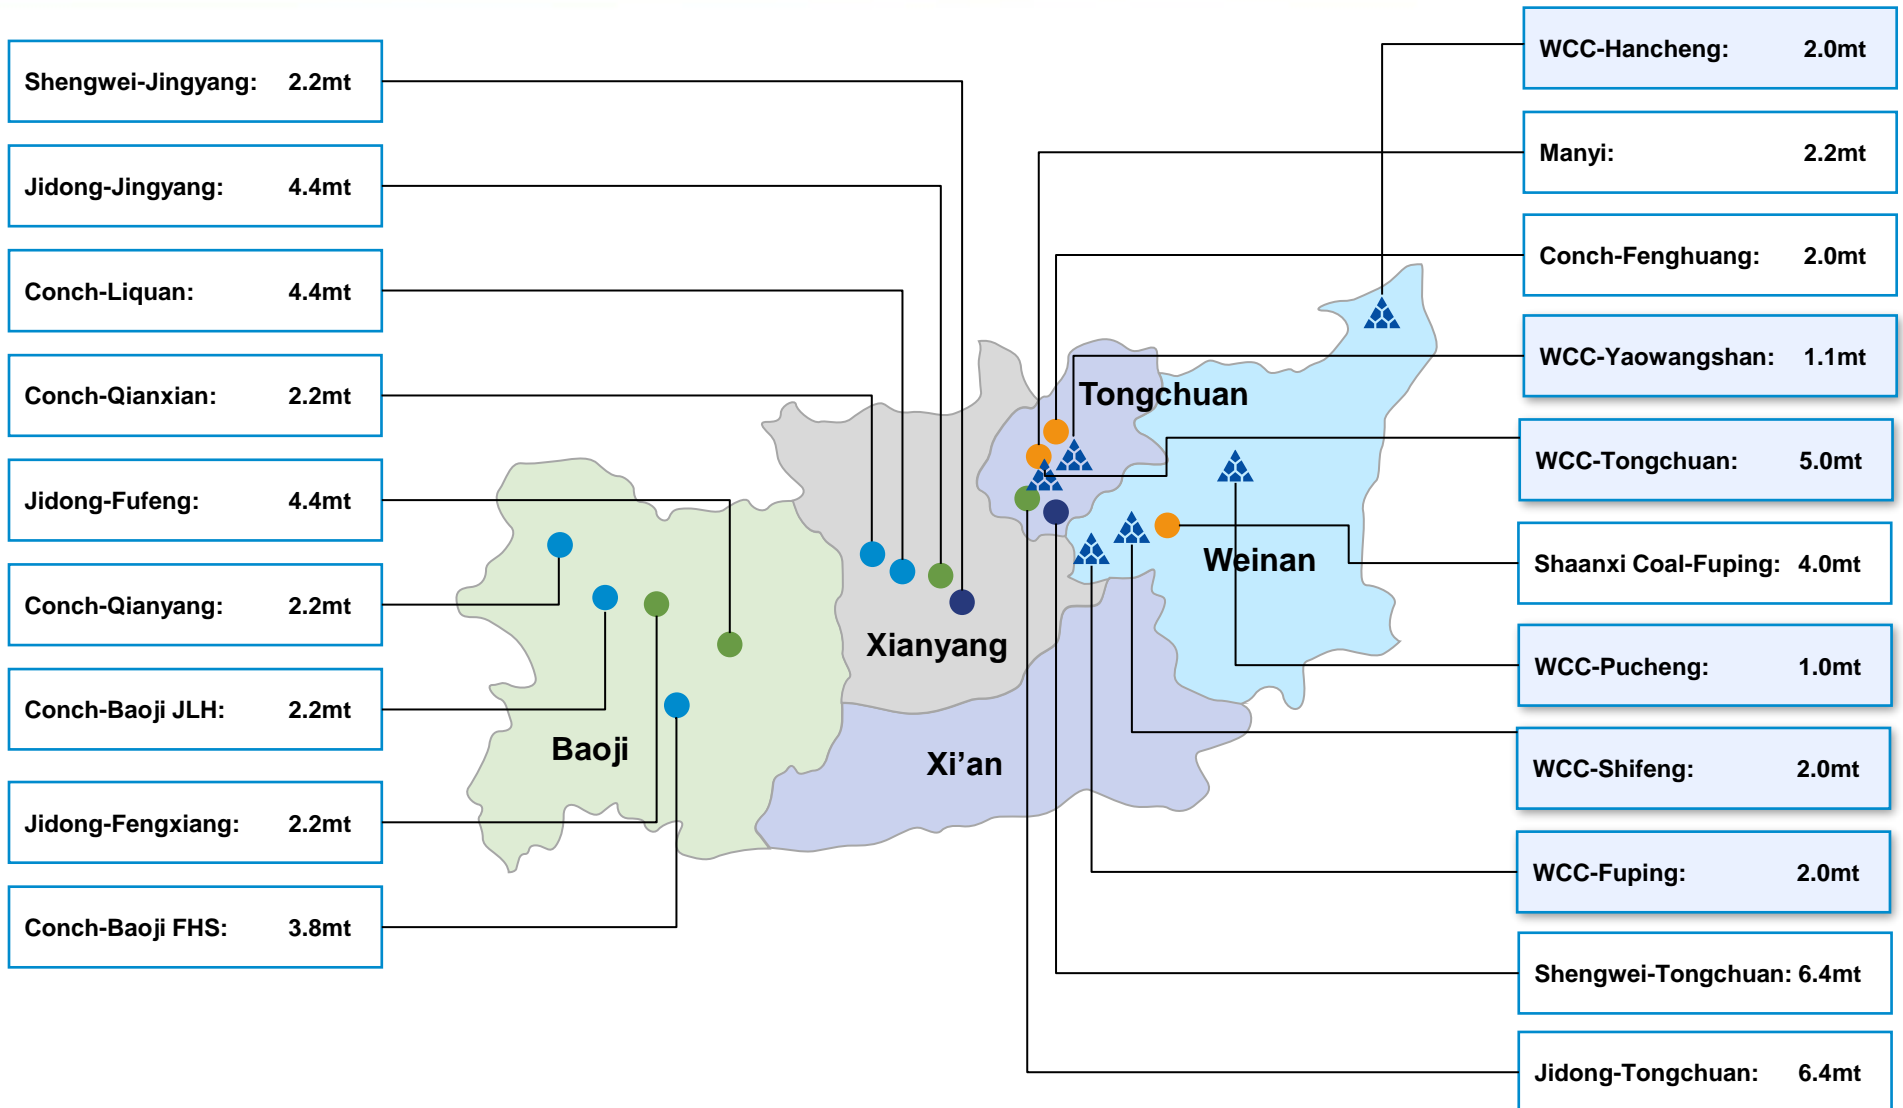 Shengwei-Jingyang: 2.2mt
Jidong-Jingyang: 4.4mt
Conch-Liquan: 4.4mt
Conch-Qianxian: 2.2mt
Jidong-Fufeng: 4.4mt
Conch-Qianyang: 2.2mt
Conch-Baoji JLH: 2.2mt
Jidong-Fengxiang: 2.2mt
Conch-Baoji FHS: 3.8mt
Tongchuan
Weinan
Xianyang
Baoji
Xi’an
WCC-Hancheng: 2.0mt
Manyi: 2.2mt
Conch-Fenghuang: 2.0mt
WCC-Yaowangshan: 1.1mt
WCC-Tongchuan: 5.0mt
Shaanxi Coal-Fuping: 4.0mt
WCC-Pucheng: 1.0mt
WCC-Shifeng: 2.0mt
WCC-Fuping: 2.0mt
Shengwei-Tongchuan: 6.4mt
Jidong-Tongchuan: 6.4mt